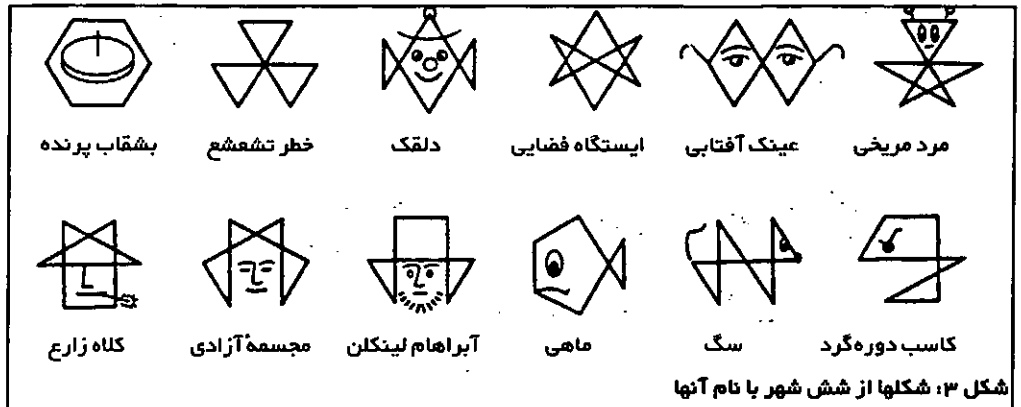 مرد مریخی عینک آفتابی ایستگاه فضایی دلقک خطر تشعشع بشقاب پرنده
کاسب دوره‌گرد سگ ماهی آبراهام لینکلن مجسمهٔ آزادی کلاه زارع
شکل ۳: شکلها از شش شهر با نام آنها